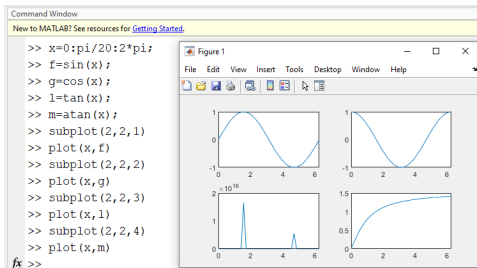 Command Window
New to MATLAB? See resources for Getting Started.
>> x=0:pi/20:2*pi;
>> f=sin(x);
>> g=cos(x);
>> l=tan(x);
>> m=atan(x);
>> subplot(2,2,1)
>> plot(x,f)
>> subplot(2,2,2)
>> plot(x,g)
>> subplot(2,2,3)
>> plot(x,l)
>> subplot(2,2,4)
>> plot(x,m)
fx >>
Figure 1
File Edit View Insert Tools Desktop Window Help
1
0
-1
0 2 4 6
1
0
-1
0 2 4 6
2 ×10^16
1
0
0 2 4 6
1.5
1
0.5
0
0 2 4 6